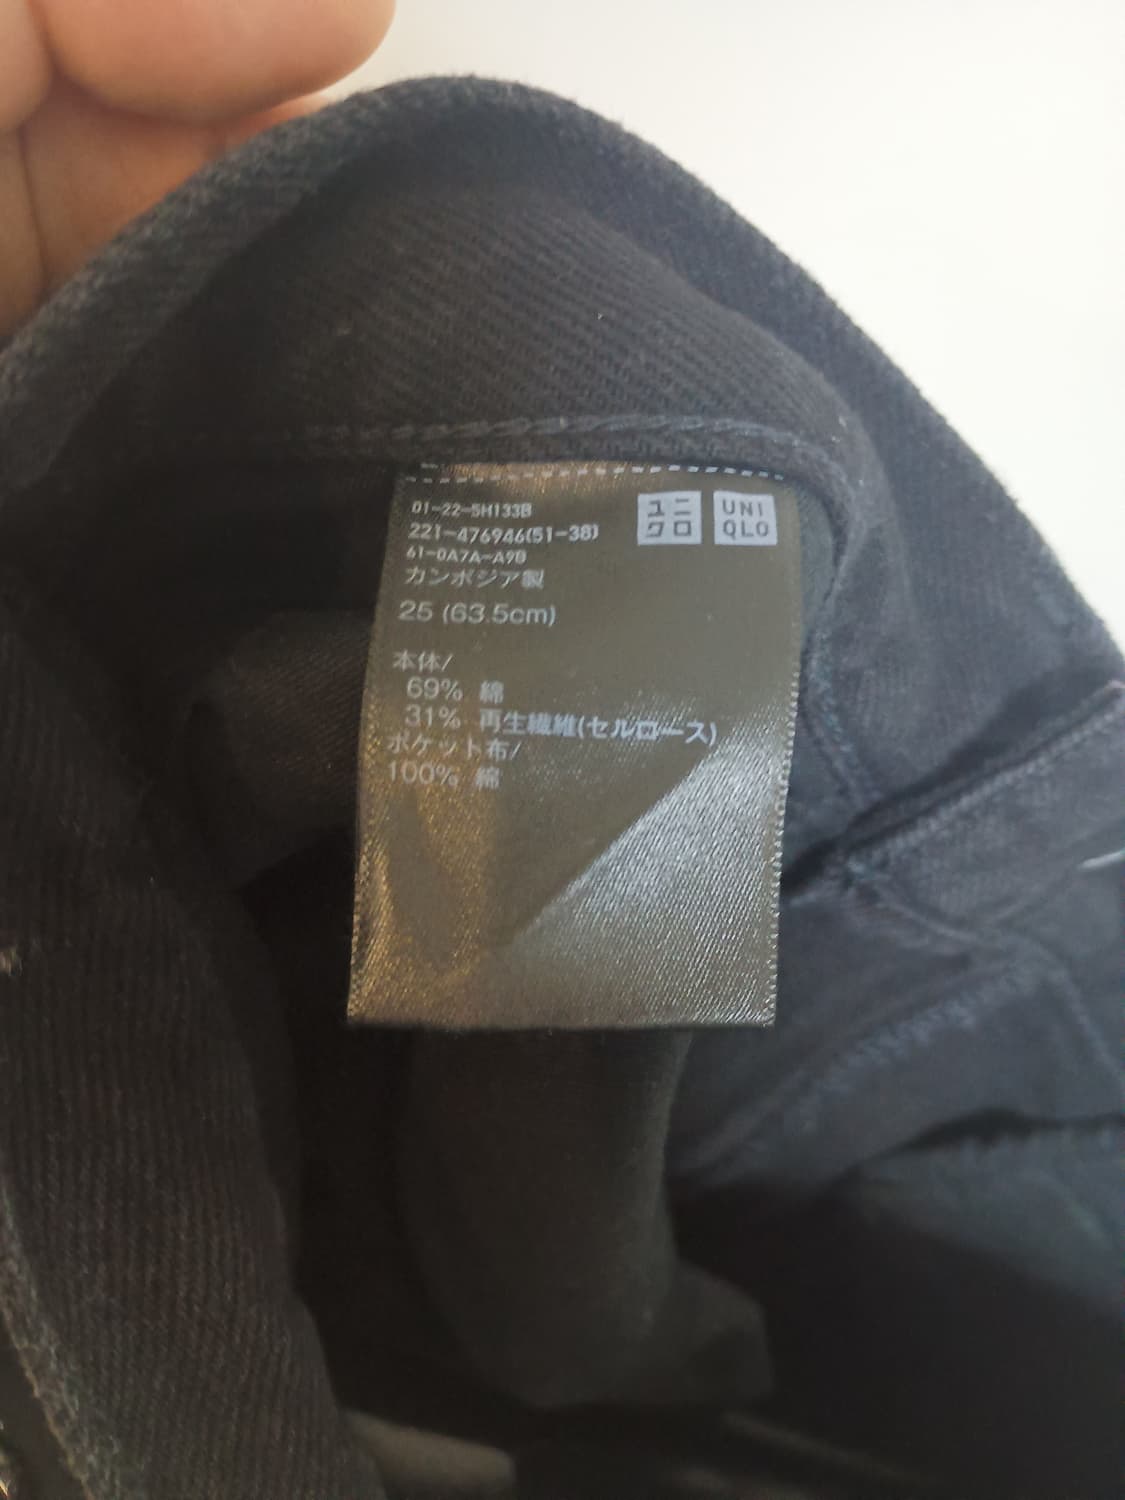 01-22-5H133B
221-476946(51-38)
61-0A7A-A9B
カンボジア製
25 (63.5cm)
ユニクロ
UNIQLO
本体/
69% 綿
31% 再生繊維(セルロース)
ポケット布/
100% 綿